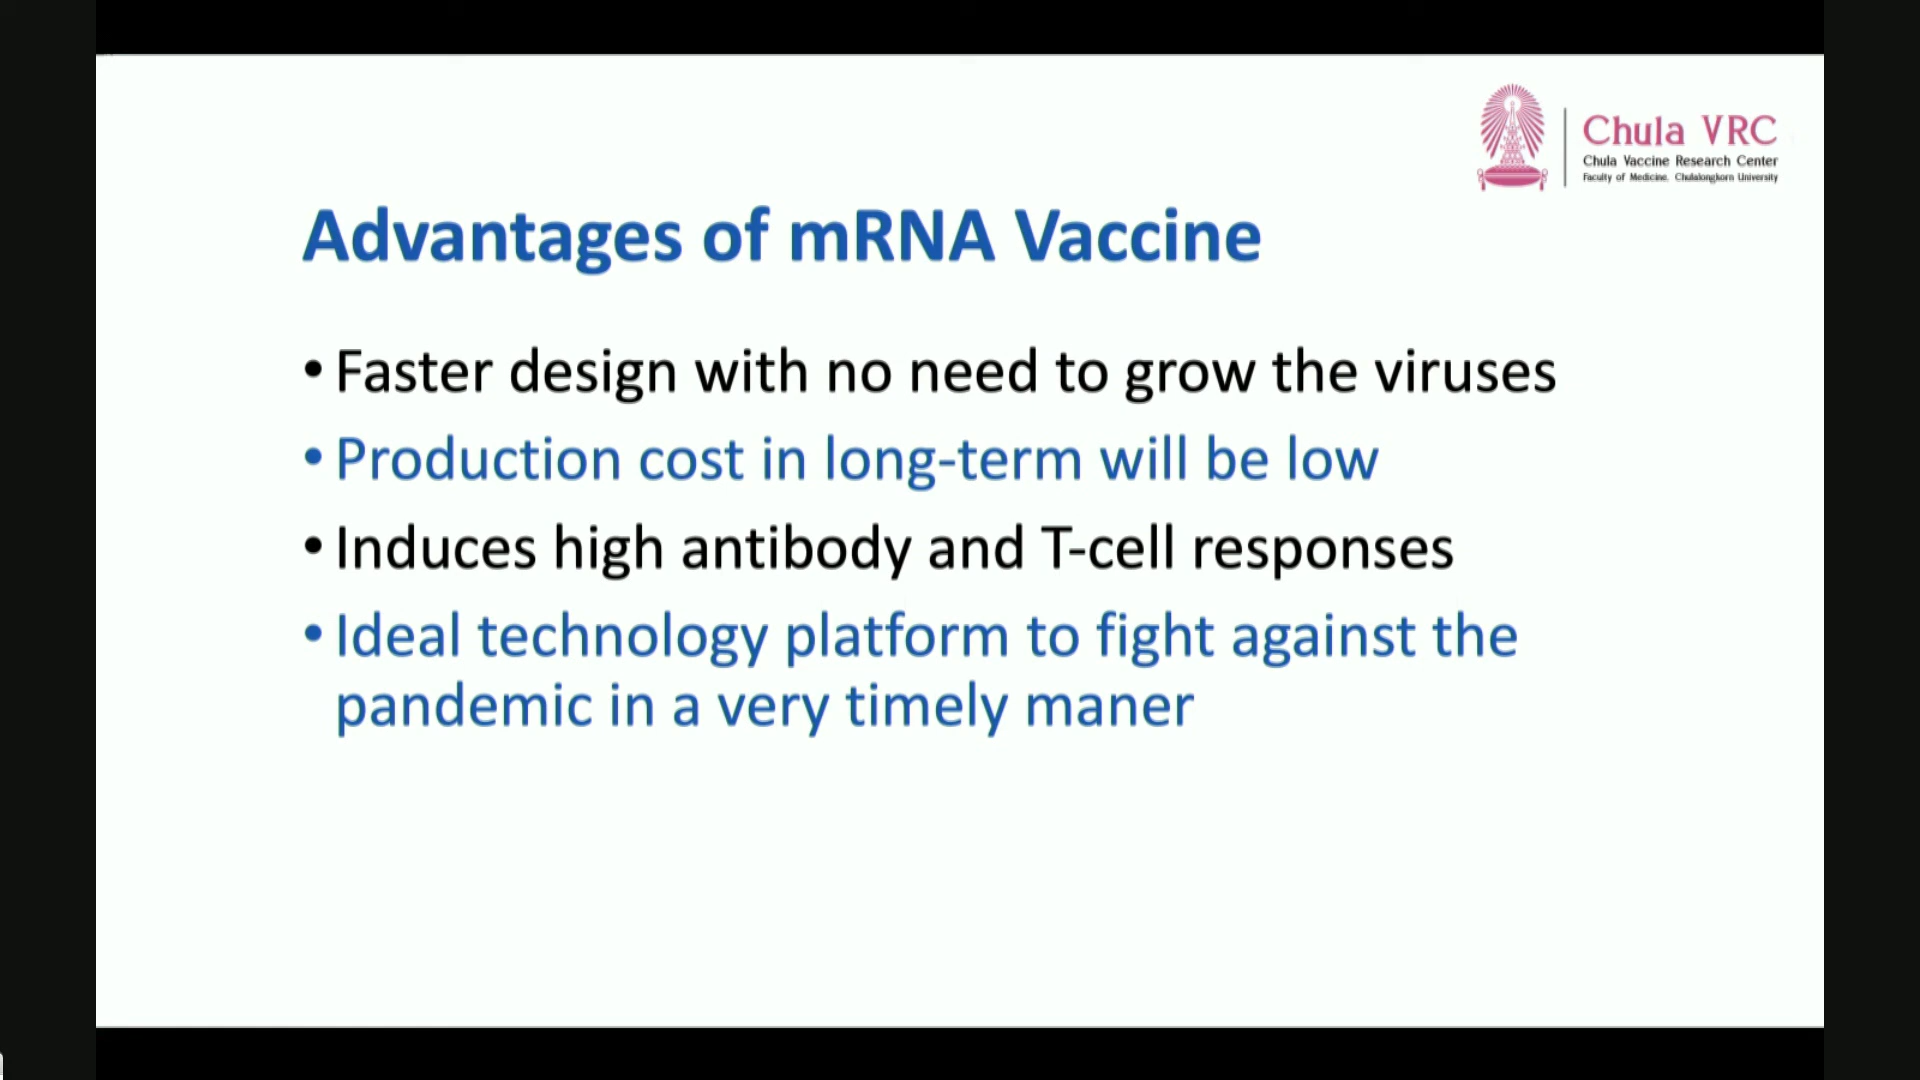 Chula VRC
Chula Vaccine Research Center
Faculty of Medicine, Chulalongkorn University
Advantages of mRNA Vaccine
• Faster design with no need to grow the viruses
• Production cost in long-term will be low
• Induces high antibody and T-cell responses
• Ideal technology platform to fight against the
pandemic in a very timely maner